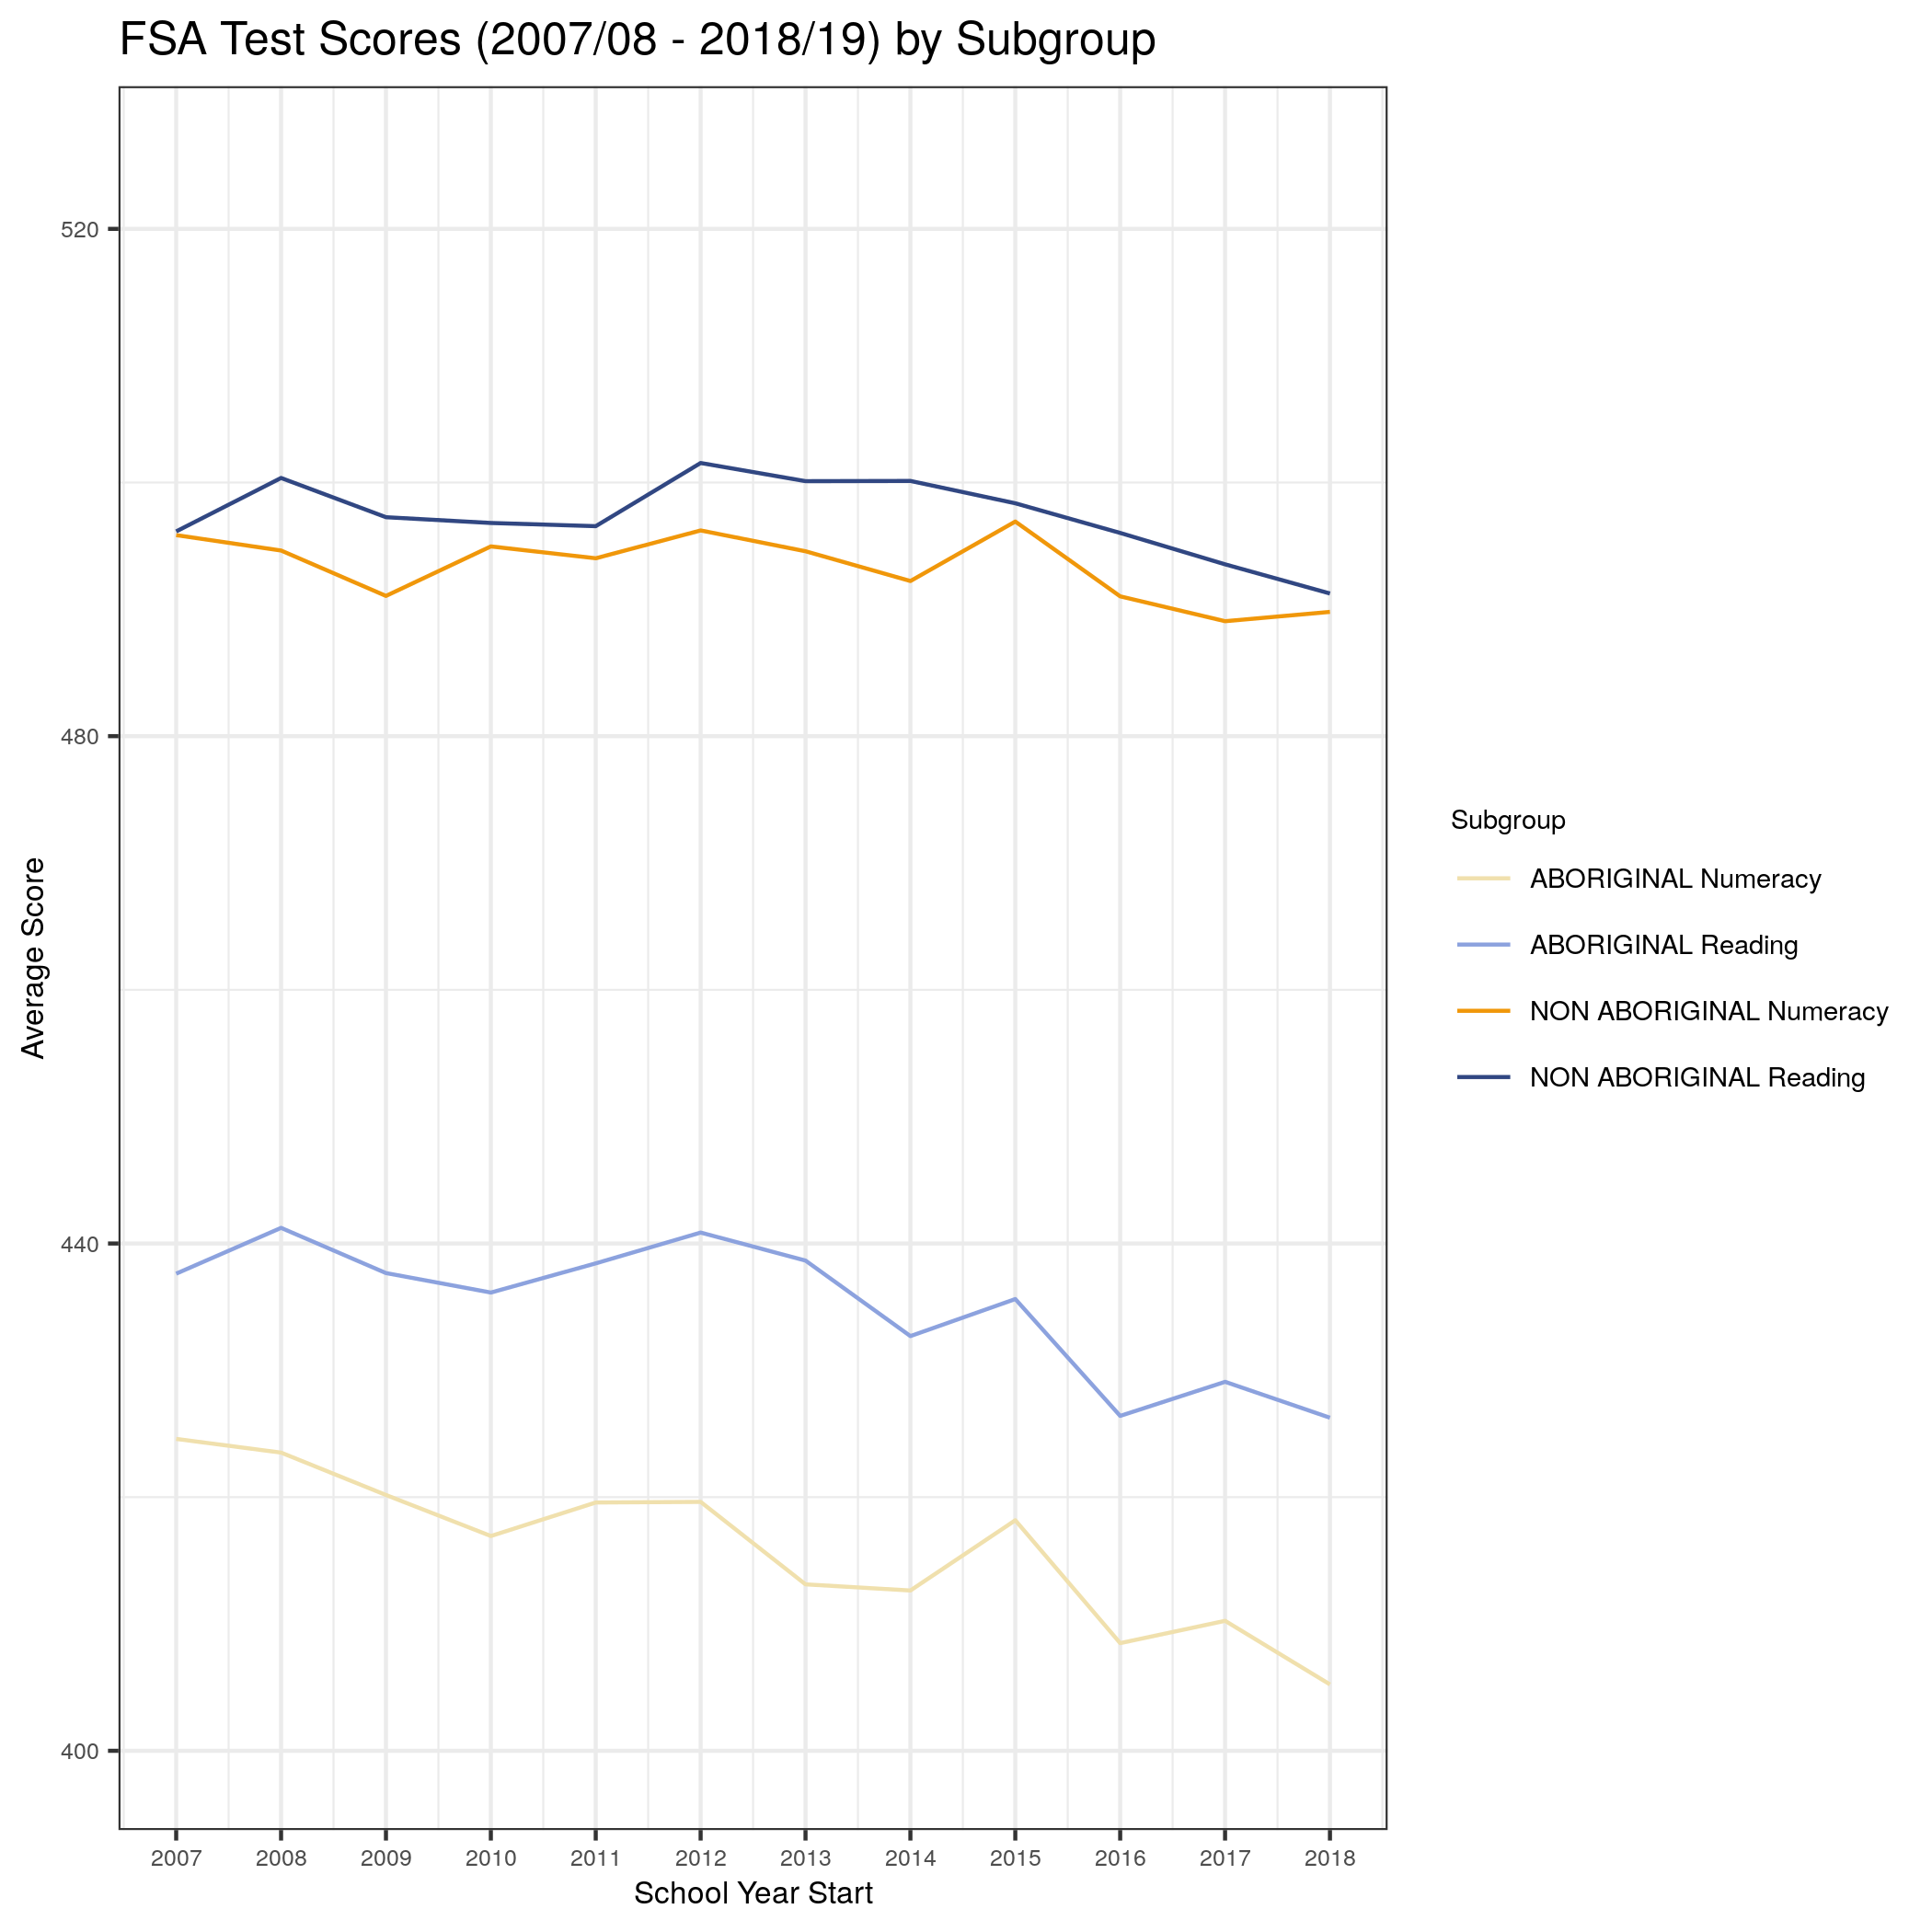 FSA Test Scores (2007/08 - 2018/19) by Subgroup
520
480
440
400
Average Score
2007 2008 2009 2010 2011 2012 2013 2014 2015 2016 2017 2018
School Year Start
Subgroup
ABORIGINAL Numeracy
ABORIGINAL Reading
NON ABORIGINAL Numeracy
NON ABORIGINAL Reading